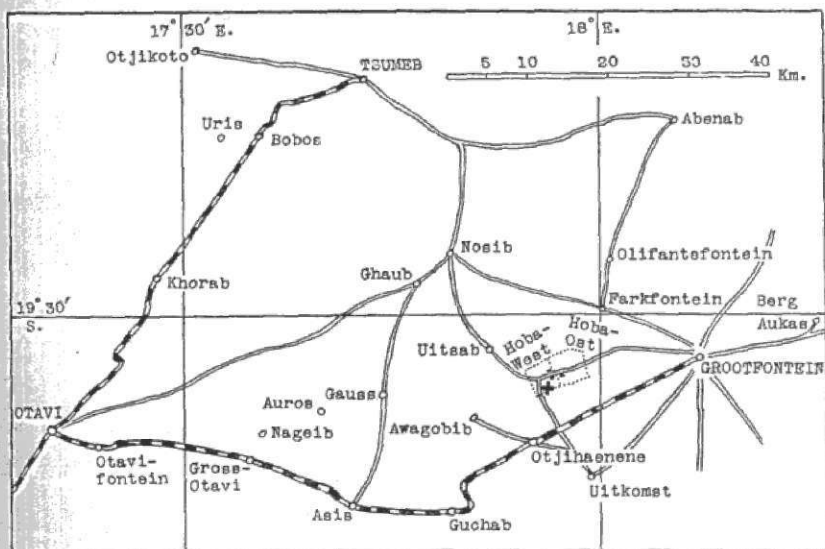 17°30' E.
18° E.
Otjikoto
TSUMEB
5 10 20 30 40
Km.
Uris
Bobos
Abenab
Nosib
Olifantefontein
Khorab
Ghaub
19°30'
S.
Farkfontein
Berg
Aukas
Uitsab
Hoba-
West
Hoba-
Ost
GROOTFONTEIN
Auros
Gauss
OTAVI
Nageib
Awagobib
Otavi-
fontein
Gross-
Otavi
Otjihaenene
Uitkomst
Asis
Guchab